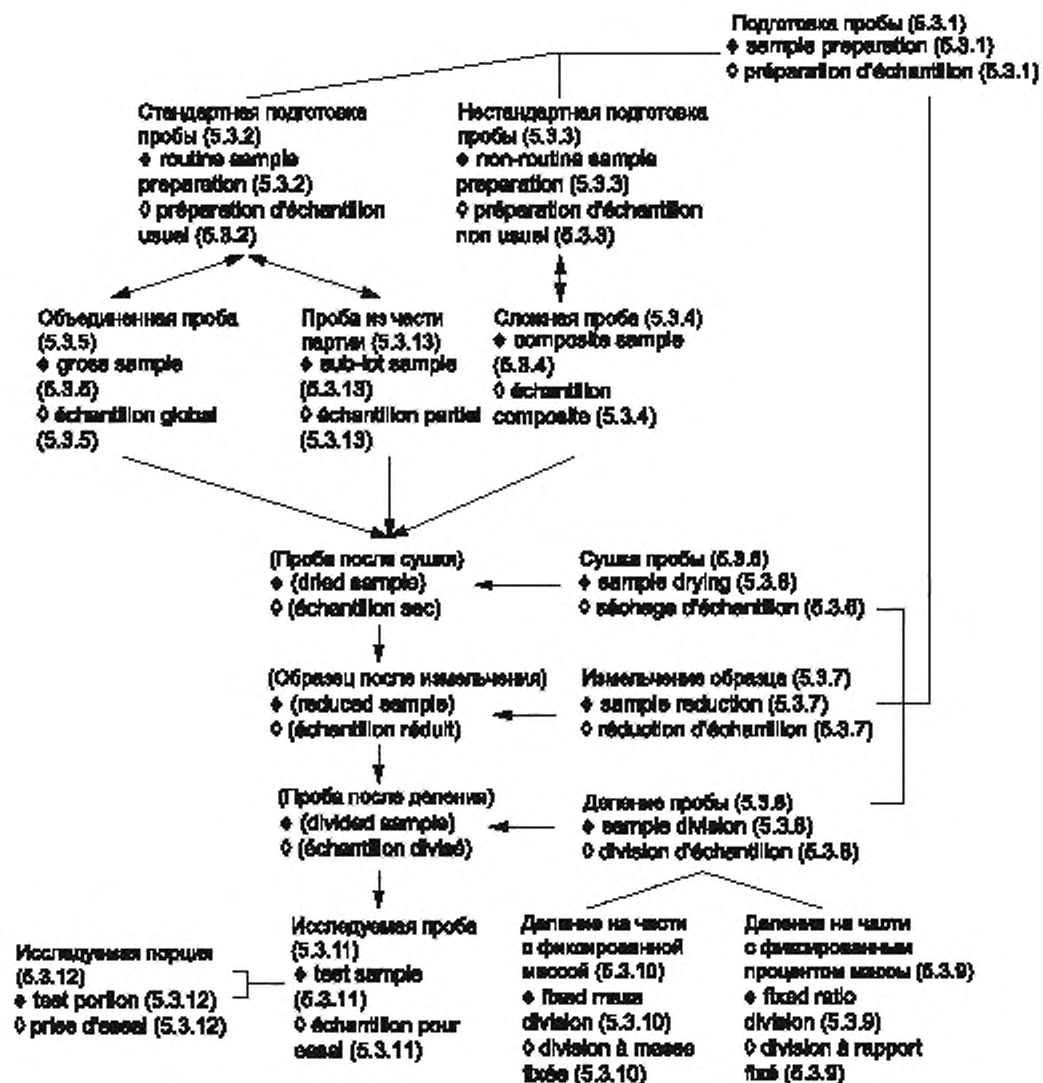 Подготовка пробы (5.3.1)
♦ sample preparation (5.3.1)
◊ préparation d'échantillon (5.3.1)
Стандартная подготовка
пробы (5.3.2)
♦ routine sample
preparation (5.3.2)
◊ préparation d'échantillon
usuel (5.3.2)
Нестандартная подготовка
пробы (5.3.3)
♦ non-routine sample
preparation (5.3.3)
◊ préparation d'échantillon
non usuel (5.3.3)
Объединенная проба
(5.3.5)
♦ gross sample
(5.3.5)
◊ échantillon global
(5.3.5)
Проба из части
партии (5.3.13)
♦ sub-lot sample
(5.3.13)
◊ échantillon partial
(5.3.13)
Сложная проба (5.3.4)
♦ composite sample
(5.3.4)
◊ échantillon
composite (5.3.4)
(Проба после сушки)
♦ (dried sample)
◊ (échantillon sec)
Сушка пробы (5.3.6)
♦ sample drying (5.3.6)
◊ séchage d'échantillon (5.3.6)
(Образец после измельчения)
♦ (reduced sample)
◊ (échantillon réduit)
Измельчение образца (5.3.7)
♦ sample reduction (5.3.7)
◊ réduction d'échantillon (5.3.7)
(Проба после деления)
♦ (divided sample)
◊ (échantillon divisé)
Деление пробы (5.3.8)
♦ sample division (5.3.8)
◊ division d'échantillon (5.3.8)
Исследуемая порция
(5.3.12)
♦ test portion (5.3.12)
◊ prise d'essai (5.3.12)
Исследуемая проба
(5.3.11)
♦ test sample
(5.3.11)
◊ échantillon pour
essai (5.3.11)
Деление на части
с фиксированной
массой (5.3.10)
♦ fixed mass
division (5.3.10)
◊ division à masse
fixée (5.3.10)
Деление на части
с фиксированным
процентом массы (5.3.9)
♦ fixed ratio
division (5.3.9)
◊ division à rapport
fixé (5.3.9)